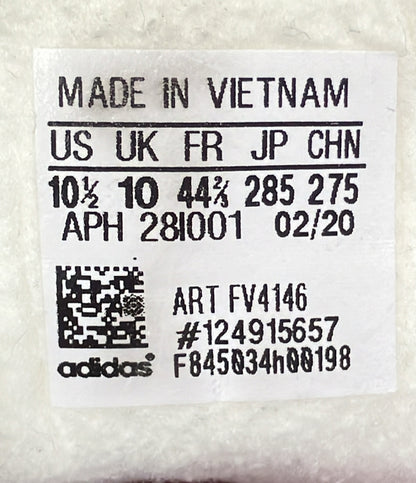 MADE IN VIETNAM
US UK FR JP CHN
10½ 10 44⅔ 285 275
APH 28I001 02/20
ART FV4146
#124915657
adidas® F845034h00198